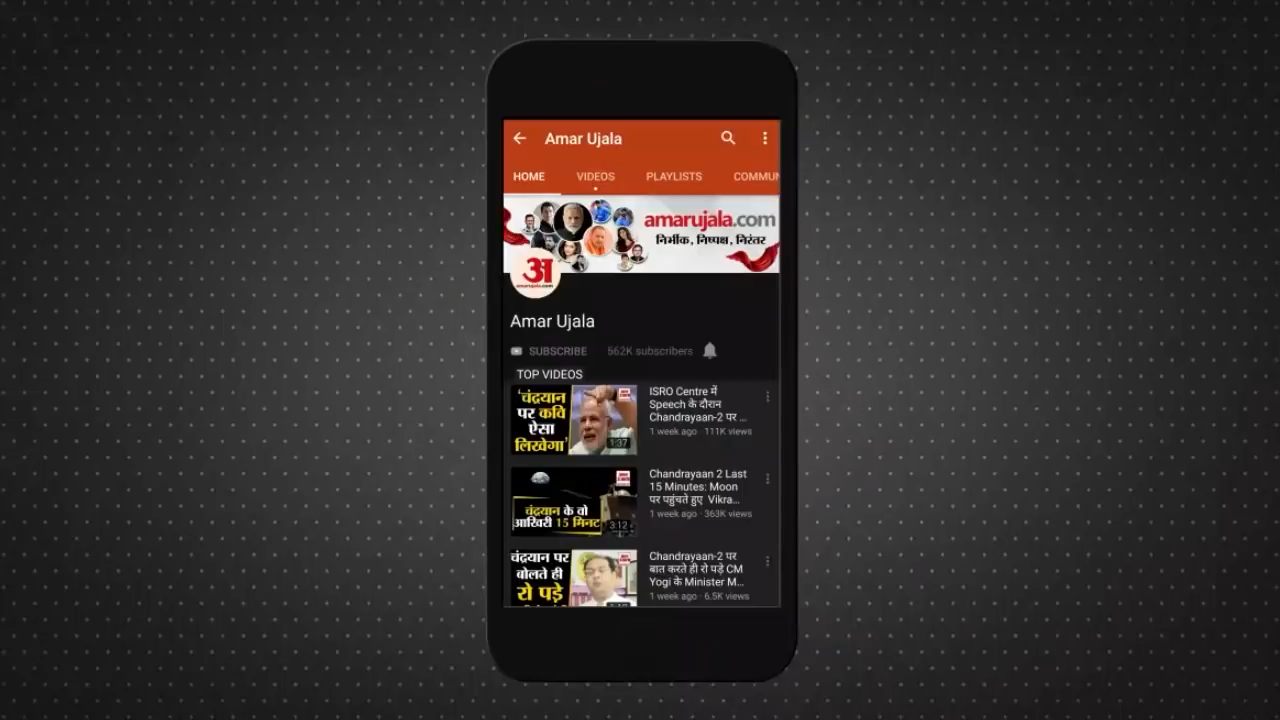 Amar Ujala
HOME VIDEOS PLAYLISTS COMMUN
amarujala.com
निर्भीक, निष्पक्ष, निरंतर
अ
amarujala.com
Amar Ujala
SUBSCRIBE 562K subscribers
TOP VIDEOS
'चंद्रयान
पर कवि
ऐसा
लिखेगा'
1:37
ISRO Centre में
Speech के दौरान
Chandrayaan-2 पर ...
1 week ago · 111K views
चंद्रयान के वो
आखिरी 15 मिनट
3:12
Chandrayaan 2 Last
15 Minutes: Moon
पर पहुंचते हुए Vikra...
1 week ago · 363K views
चंद्रयान पर
बोलते ही
रो पड़े
Chandrayaan-2 पर
बात करते ही रो पड़े CM
Yogi के Minister M...
1 week ago · 6.5K views